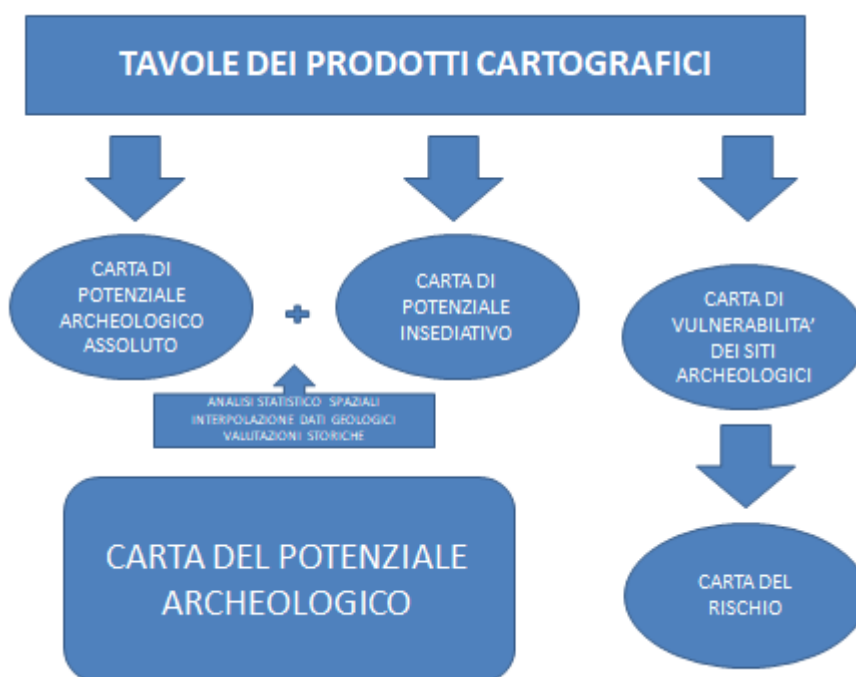 TAVOLE DEI PRODOTTI CARTOGRAFICI
CARTA DI
POTENZIALE
ARCHEOLOGICO
ASSOLUTO
CARTA DI
POTENZIALE
INSEDIATIVO
CARTA DI
VULNERABILITA'
DEI SITI
ARCHEOLOGICI
ANALISI STATISTICO SPAZIALI
INTERPOLAZIONE DATI GEOLOGICI
VALUTAZIONI STORICHE
CARTA DEL POTENZIALE
ARCHEOLOGICO
CARTA DEL
RISCHIO